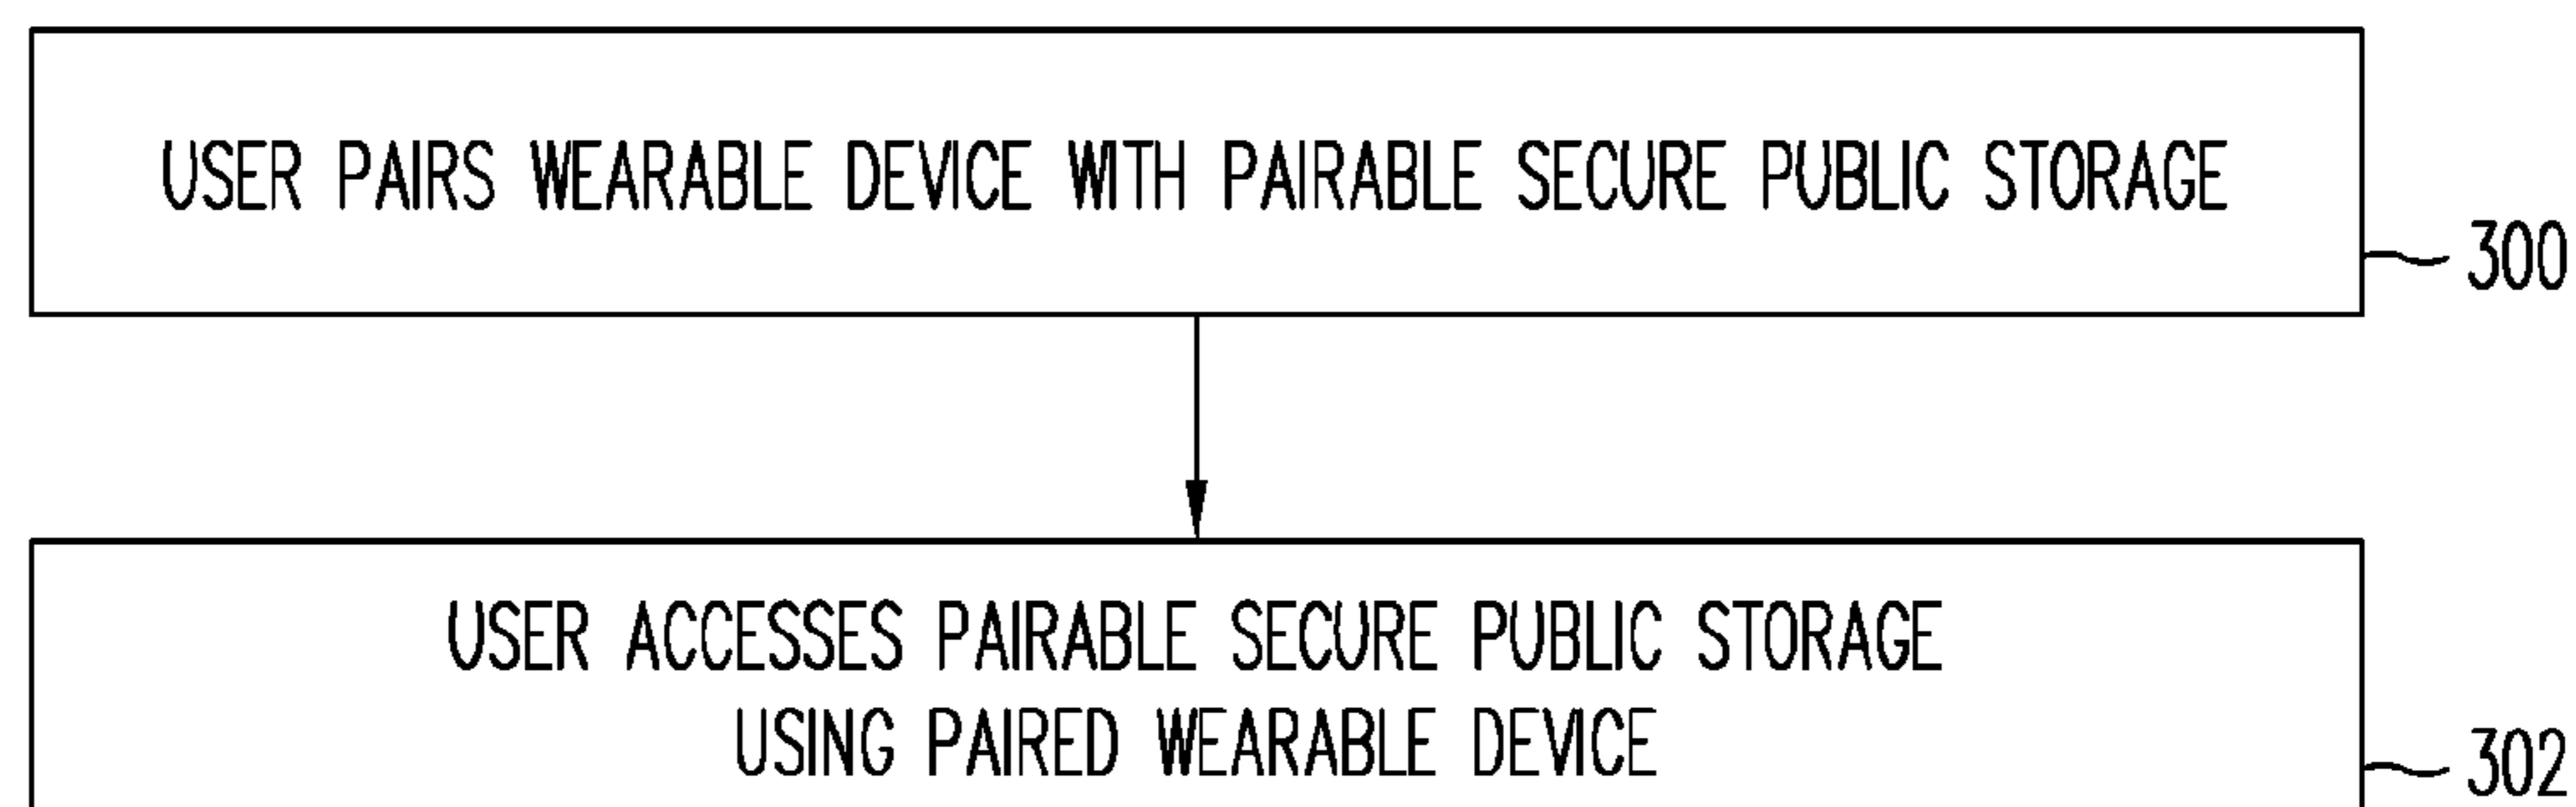 USER PAIRS WEARABLE DEVICE WITH PAIRABLE SECURE PUBLIC STORAGE
300
USER ACCESSES PAIRABLE SECURE PUBLIC STORAGE
USING PAIRED WEARABLE DEVICE
302